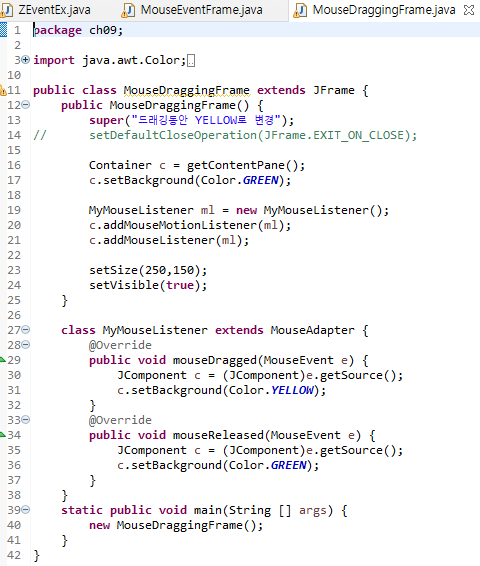 ZEventEx.java MouseEventFrame.java MouseDraggingFrame.java
1 package ch09;
2
3 import java.awt.Color;
10
11 public class MouseDraggingFrame extends JFrame {
12 public MouseDraggingFrame() {
13 super("드래깅동안 YELLOW로 변경");
14 // setDefaultCloseOperation(JFrame.EXIT_ON_CLOSE);
15
16 Container c = getContentPane();
17 c.setBackground(Color.GREEN);
18
19 MyMouseListener ml = new MyMouseListener();
20 c.addMouseMotionListener(ml);
21 c.addMouseListener(ml);
22
23 setSize(250,150);
24 setVisible(true);
25 }
26
27 class MyMouseListener extends MouseAdapter {
28 @Override
29 public void mouseDragged(MouseEvent e) {
30 JComponent c = (JComponent)e.getSource();
31 c.setBackground(Color.YELLOW);
32 }
33 @Override
34 public void mouseReleased(MouseEvent e) {
35 JComponent c = (JComponent)e.getSource();
36 c.setBackground(Color.GREEN);
37 }
38 }
39 static public void main(String [] args) {
40 new MouseDraggingFrame();
41 }
42 }